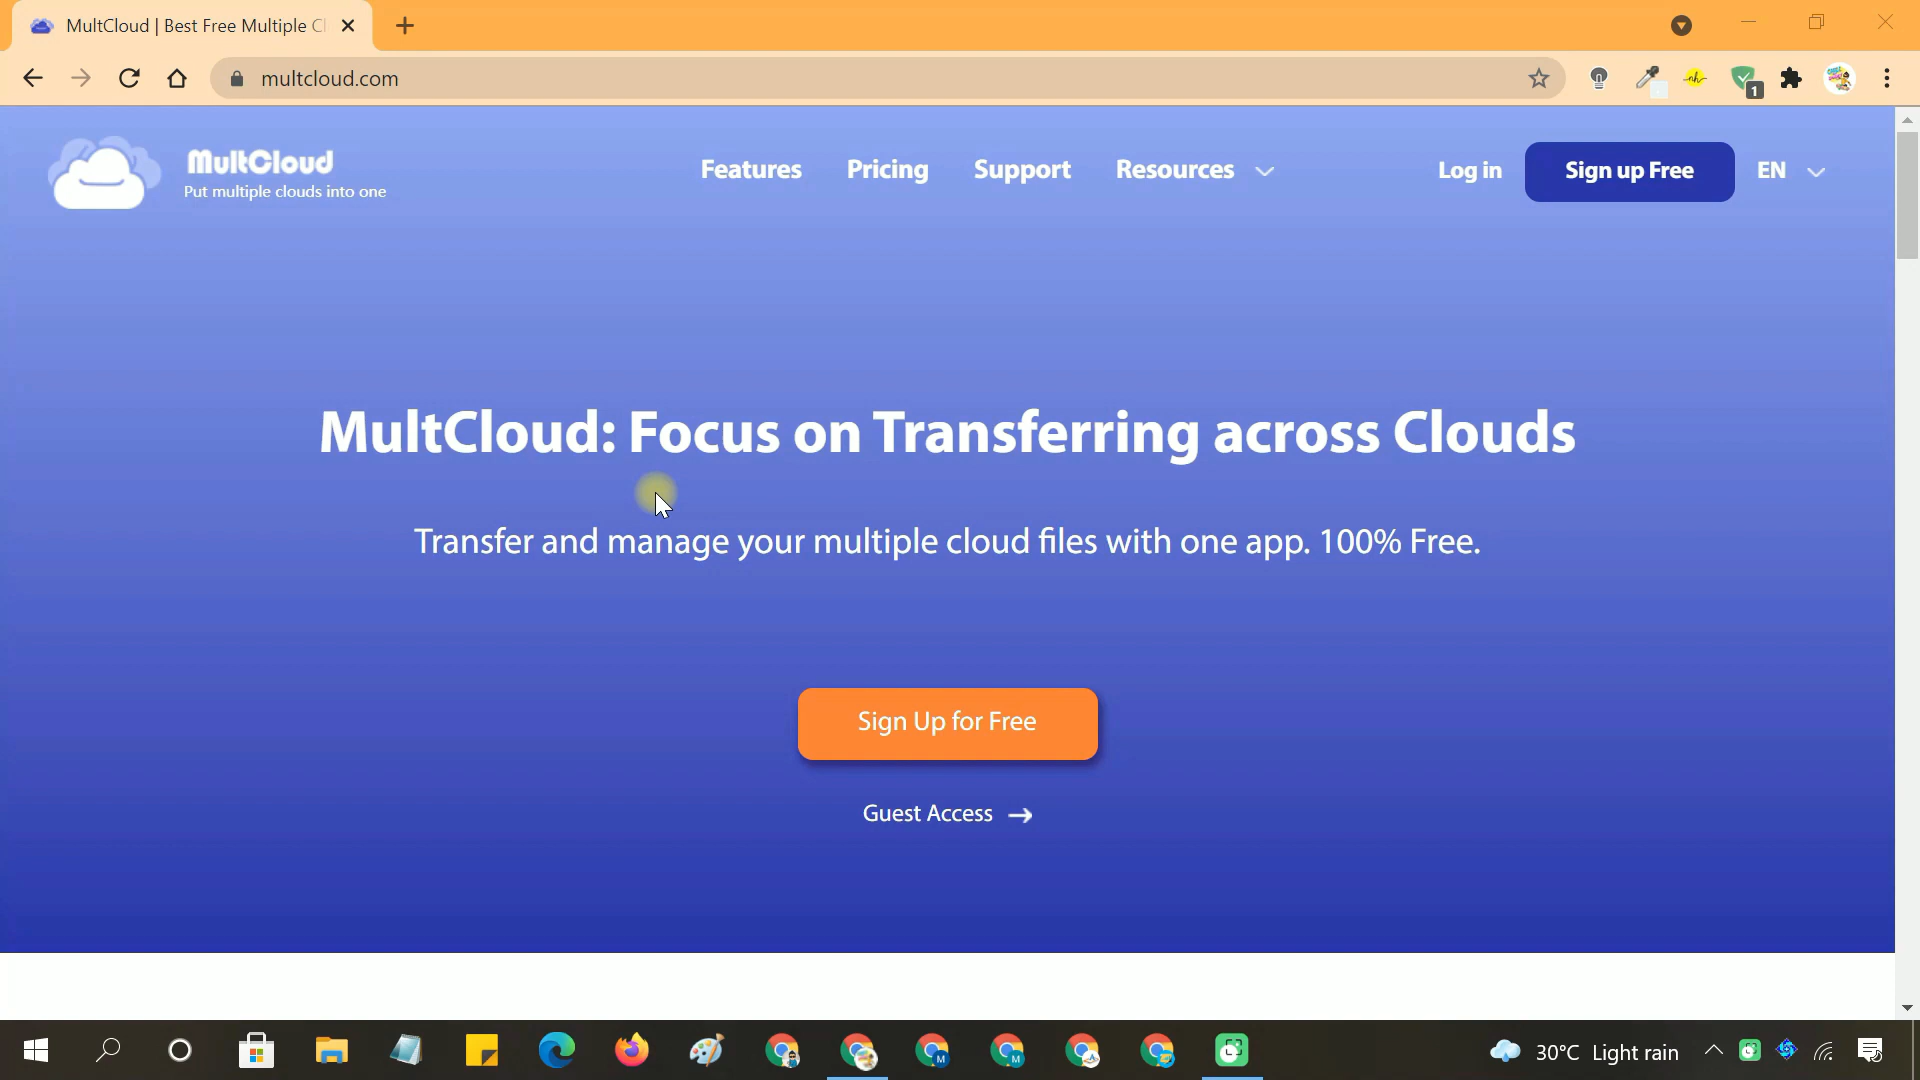 MultCloud | Best Free Multiple Cl
multcloud.com
1
MultCloud
Put multiple clouds into one
Features
Pricing
Support
Resources
Log in
Sign up Free
EN
MultCloud: Focus on Transferring across Clouds
Transfer and manage your multiple cloud files with one app. 100% Free.
Sign Up for Free
Guest Access
M
M
30°C Light rain